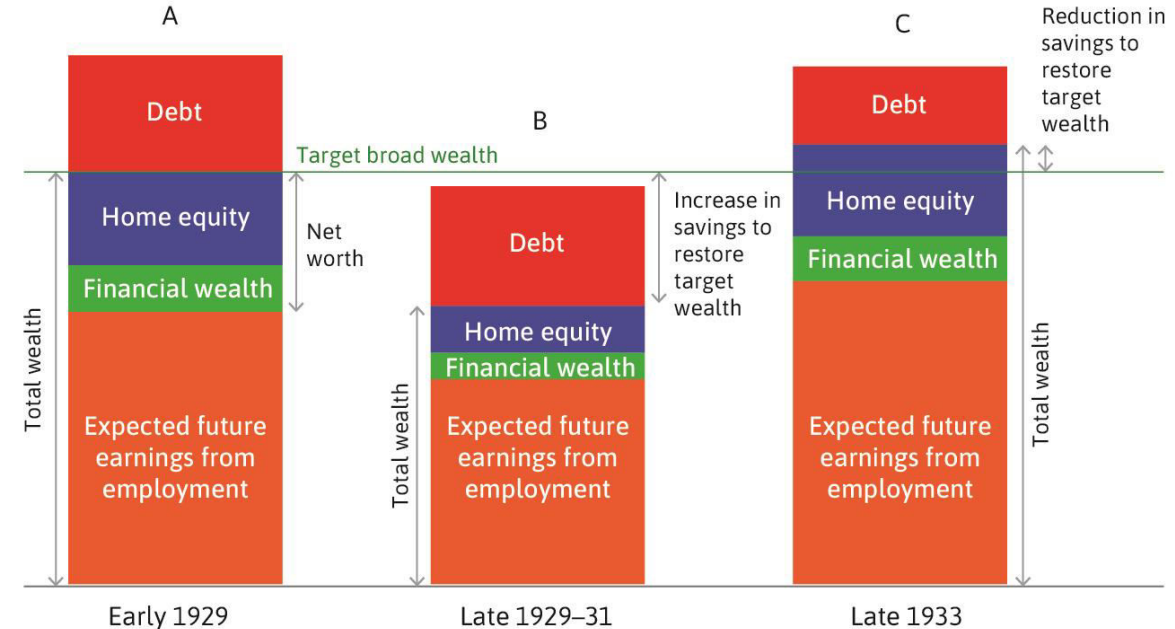 A
Debt
Target broad wealth
Home equity
Net
worth
Financial wealth
Total wealth
Expected future
earnings from
employment
Early 1929
B
Debt
Increase in
savings to
restore
target
wealth
Home equity
Financial wealth
Total wealth
Expected future
earnings from
employment
Late 1929–31
C
Reduction in
savings to
restore
target
wealth
Debt
Home equity
Financial wealth
Total wealth
Expected future
earnings from
employment
Late 1933